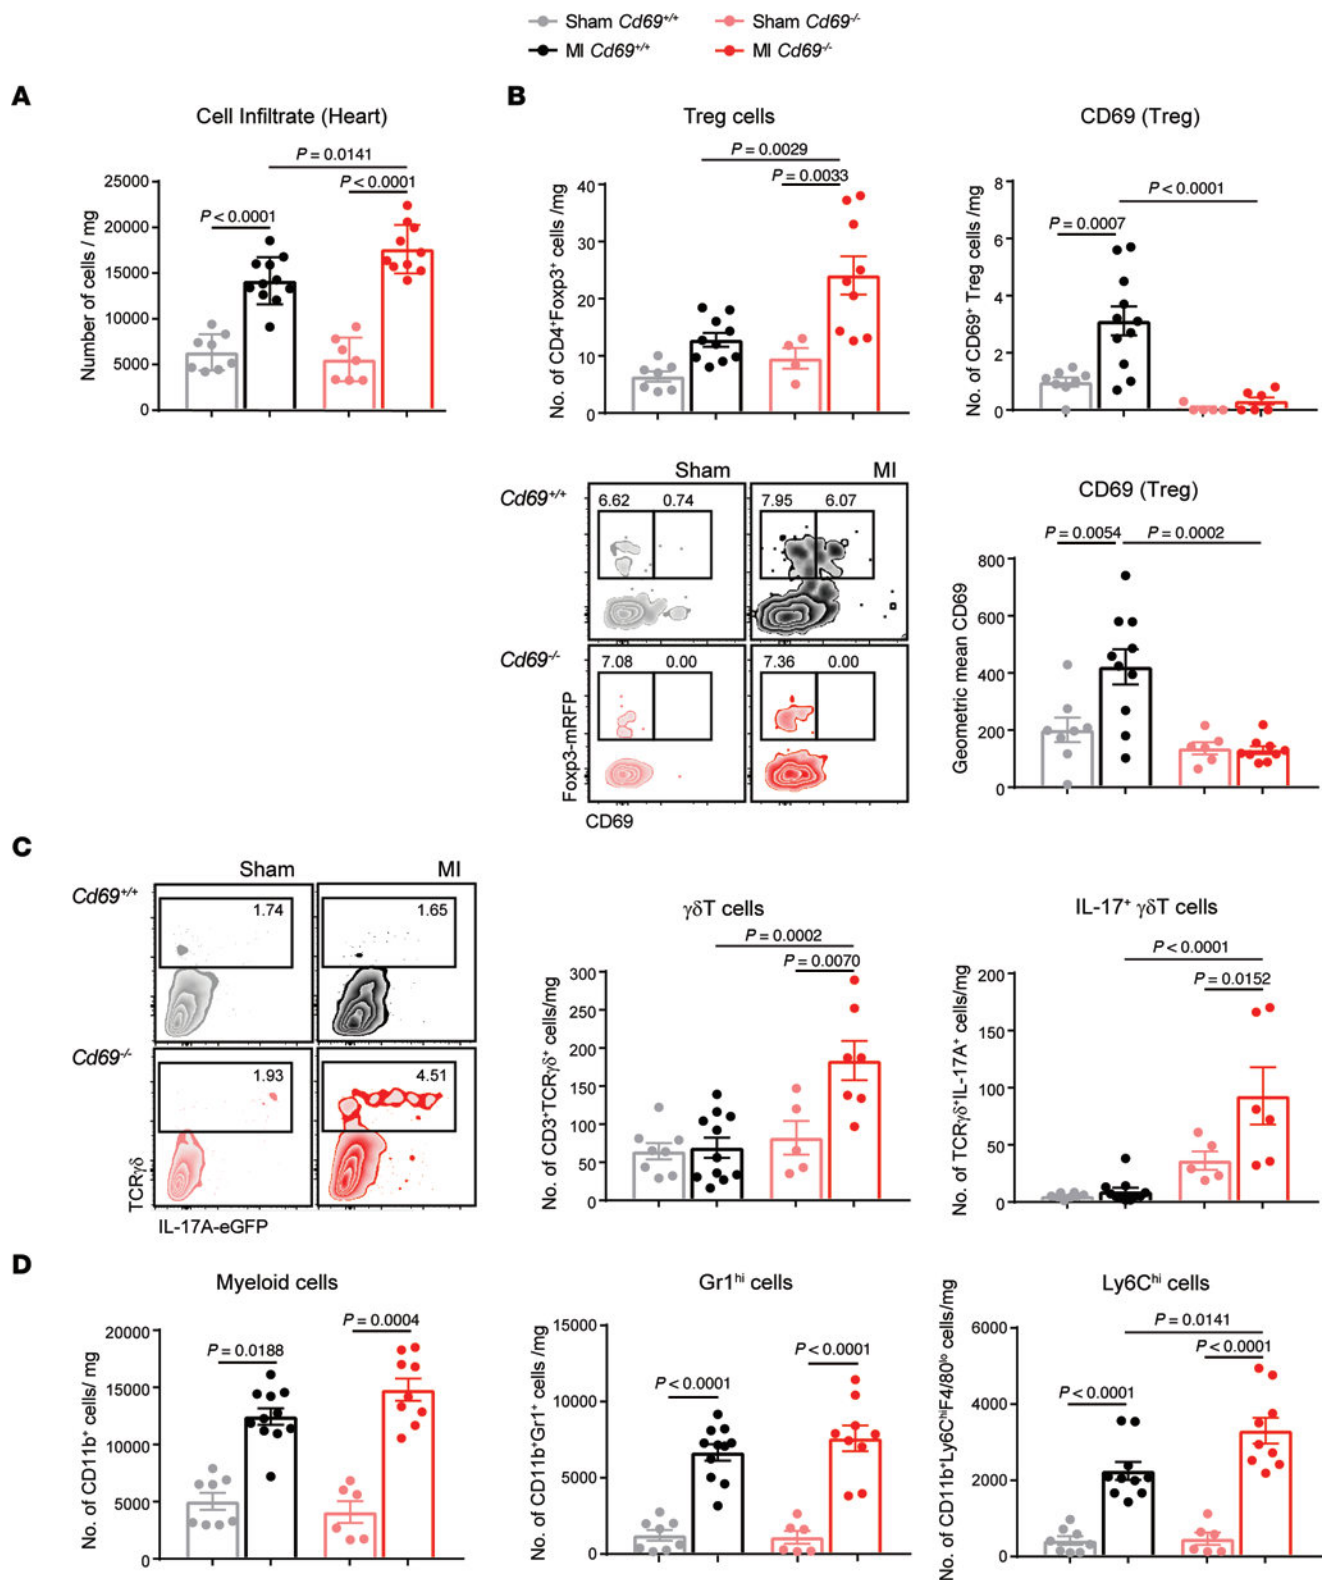 Sham Cd69+/+
Sham Cd69-/-
MI Cd69+/+
MI Cd69-/-
A
Cell Infiltrate (Heart)
P = 0.0141
P < 0.0001
P < 0.0001
Number of cells / mg
25000
20000
15000
10000
5000
0
B
Treg cells
P = 0.0029
P = 0.0033
No. of CD4+Foxp3+ cells /mg
40
30
20
10
0
CD69 (Treg)
P < 0.0001
P = 0.0007
No. of CD69+ Treg cells /mg
8
6
4
2
0
Sham
MI
Cd69+/+
6.62
0.74
7.95
6.07
Cd69-/-
7.08
0.00
7.36
0.00
Foxp3-mRFP
CD69
CD69 (Treg)
P = 0.0054
P = 0.0002
Geometric mean CD69
800
600
400
200
0
C
Sham
MI
Cd69+/+
1.74
1.65
Cd69-/-
1.93
4.51
TCRγδ
IL-17A-eGFP
γδT cells
P = 0.0002
P = 0.0070
No. of CD3+TCRγδ+ cells/mg
300
250
200
150
100
50
0
IL-17+ γδT cells
P < 0.0001
P = 0.0152
No. of TCRγδ+IL-17A+ cells/mg
200
150
100
50
0
D
Myeloid cells
P = 0.0004
P = 0.0188
No. of CD11b+ cells/ mg
20000
15000
10000
5000
0
Gr1hi cells
P < 0.0001
P < 0.0001
No. of CD11b+Gr1+ cells /mg
15000
10000
5000
0
Ly6Chi cells
P = 0.0141
P < 0.0001
P < 0.0001
No. of CD11b+Ly6ChiF4/80lo cells/mg
6000
4000
2000
0